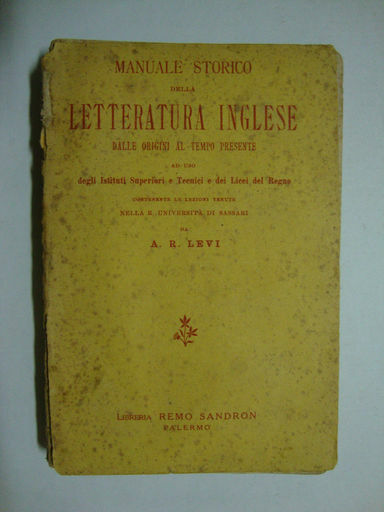 MANUALE STORICO
DELLA
LETTERATURA INGLESE
DALLE ORIGINI AL TEMPO PRESENTE
AD USO
degli Istituti Superiori e Tecnici e dei Licei del Regno
CONTENENTE LE LEZIONI TENUTE
NELLA R. UNIVERSITÀ DI SASSARI
DA
A. R. LEVI
LIBRERIA REMO SANDRON
PALERMO